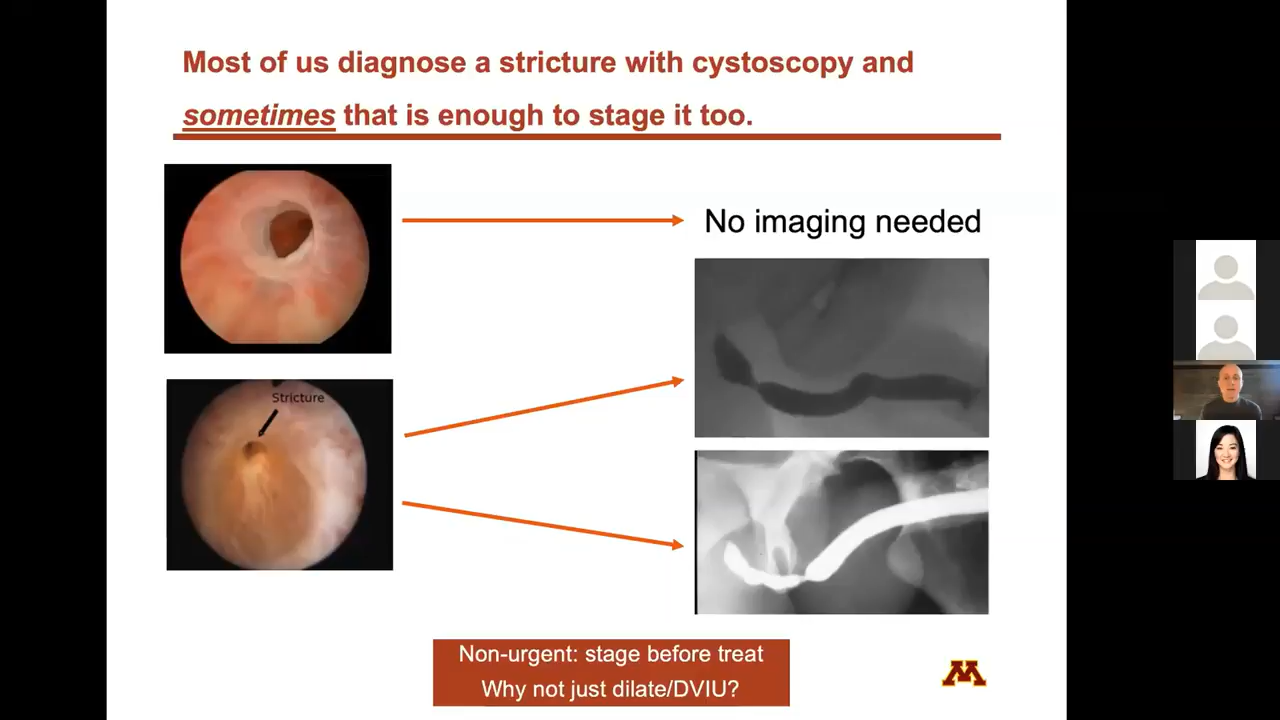 Most of us diagnose a stricture with cystoscopy and
sometimes that is enough to stage it too.
No imaging needed
Stricture
Non-urgent: stage before treat
Why not just dilate/DVIU?
M